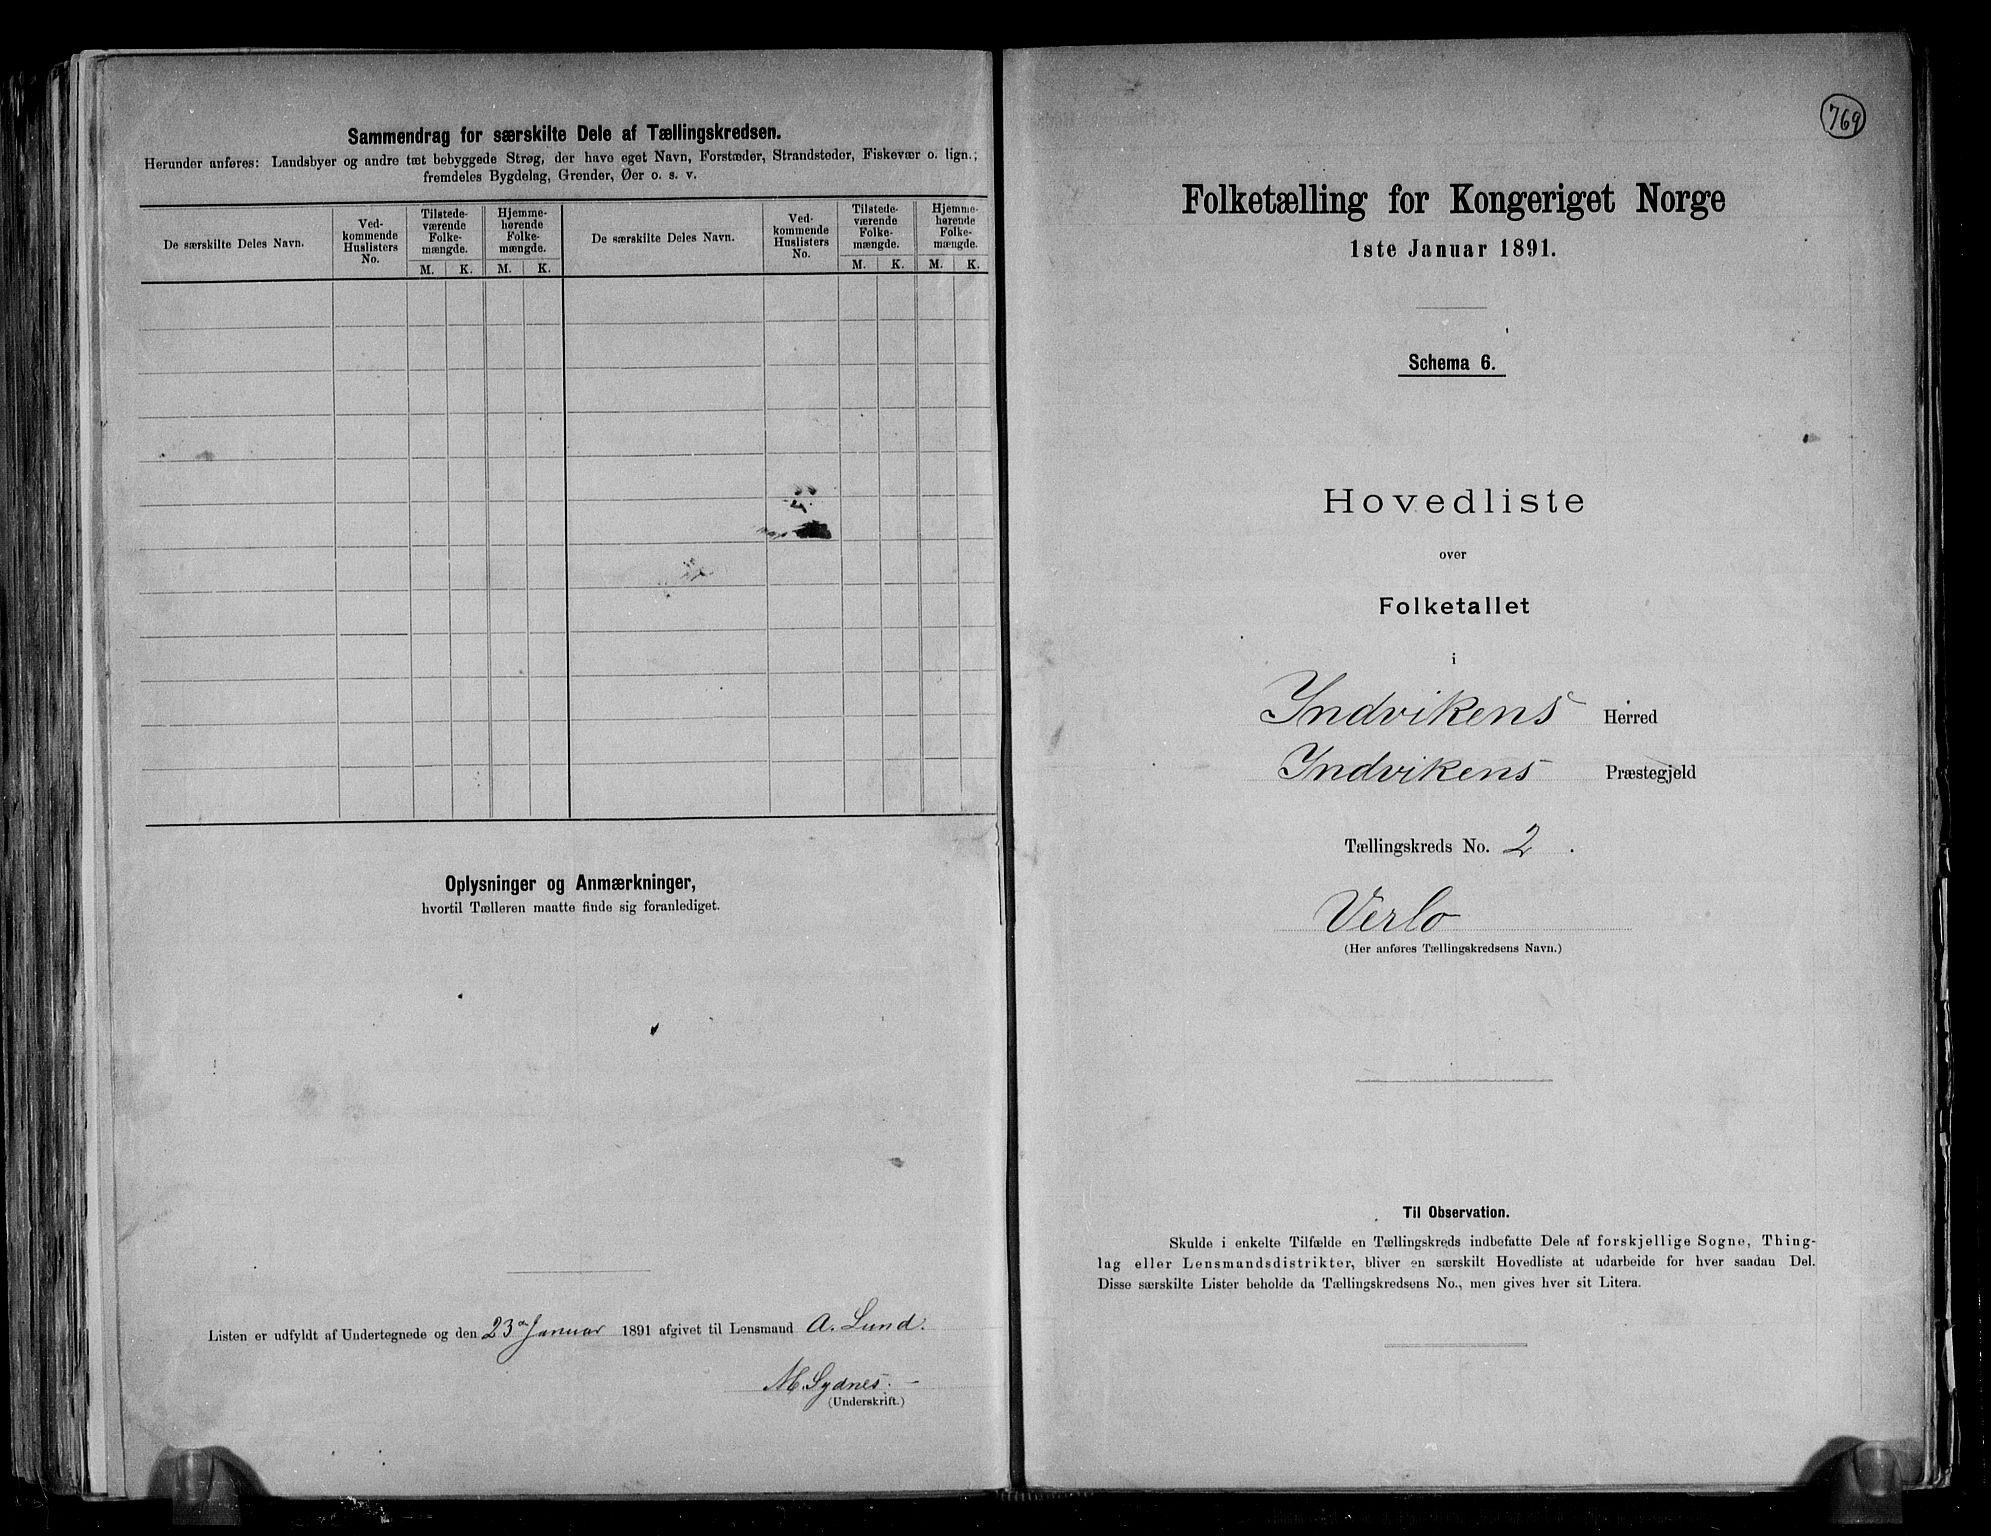 Sammendrag for særskilte Dele af Tællingskredsen.
Herunder anføres: Landsbyer og andre tæt bebyggede Strøg, der have eget Navn, Forstæder, Strandsteder, Fiskevær o. lign.;
fremdeles Bygdelag, Grender, Øer o. s. v.
De særskilte Deles Navn.
Ved-
kommende
Huslisters
No.
Tilstede-
værende
Folke-
mængde.
Hjemme-
hørende
Folke-
mængde.
De særskilte Deles Navn.
Ved-
kommende
Huslisters
No.
Tilstede-
værende
Folke-
mængde.
Hjemme-
hørende
Folke-
mængde.
M. K. M. K. M. K. M. K.
Oplysninger og Anmærkninger,
hvortil Tælleren maatte finde sig foranlediget.
Listen er udfyldt af Undertegnede og den 23de Januar 1891 afgivet til Lensmand A. Lund.
M. Sydnes.
(Underskrift.)
769
Folketælling for Kongeriget Norge
1ste Januar 1891.
Schema 6.
Hovedliste
over
Folketallet
i
Indvikens Herred
Indvikens Præstegjeld
Tællingskreds No. 2.
Verlo
(Her anføres Tællingskredsens Navn.)
Til Observation.
Skulde i enkelte Tilfælde en Tællingskreds indbefatte Dele af forskjellige Sogne, Thing-
lag eller Lensmandsdistrikter, bliver en særskilt Hovedliste at udarbeide for hver saadan Del.
Disse særskilte Lister beholde da Tællingskredsens No., men gives hver sit Litera.